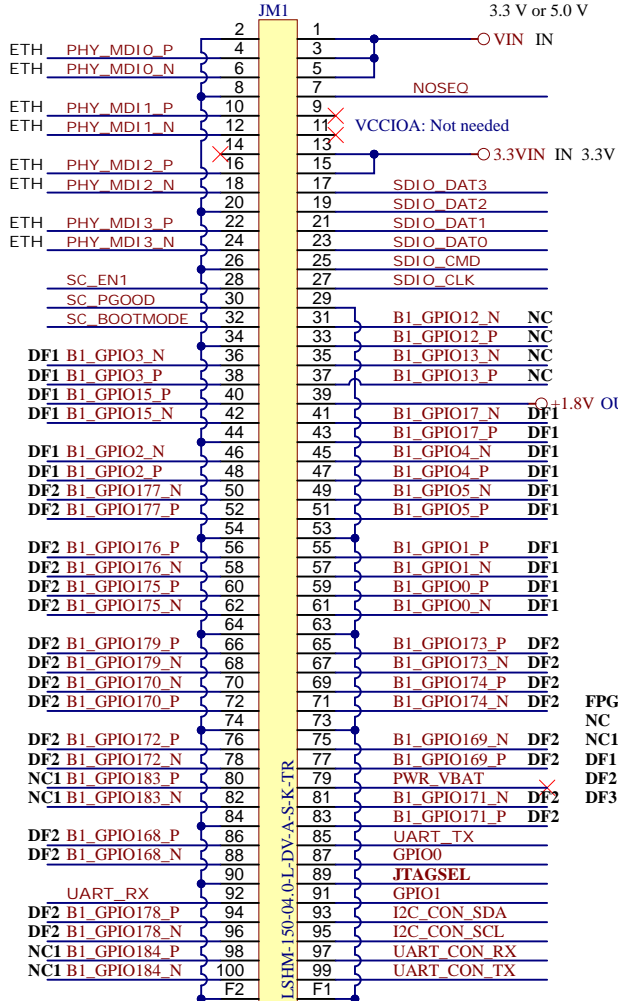 JM1 3.3 V or 5.0 V
2 1 VIN IN
ETH PHY_MDI0_P 4 3
ETH PHY_MDI0_N 6 5
8 7 NOSEQ
ETH PHY_MDI1_P 10 9
ETH PHY_MDI1_N 12 11 VCCIOA: Not needed
14 13 3.3VIN IN 3.3V
ETH PHY_MDI2_P 16 15
ETH PHY_MDI2_N 18 17 SDIO_DAT3
20 19 SDIO_DAT2
ETH PHY_MDI3_P 22 21 SDIO_DAT1
ETH PHY_MDI3_N 24 23 SDIO_DAT0
26 25 SDIO_CMD
SC_EN1 28 27 SDIO_CLK
SC_PGOOD 30 29
SC_BOOTMODE 32 31 B1_GPIO12_N NC
34 33 B1_GPIO12_P NC
DF1 B1_GPIO3_N 36 35 B1_GPIO13_N NC
DF1 B1_GPIO3_P 38 37 B1_GPIO13_P NC
DF1 B1_GPIO15_P 40 39 +1.8V OU
DF1 B1_GPIO15_N 42 41 B1_GPIO17_N DF1
44 43 B1_GPIO17_P DF1
DF1 B1_GPIO2_N 46 45 B1_GPIO4_N DF1
DF1 B1_GPIO2_P 48 47 B1_GPIO4_P DF1
DF2 B1_GPIO177_N 50 49 B1_GPIO5_N DF1
DF2 B1_GPIO177_P 52 51 B1_GPIO5_P DF1
54 53
DF2 B1_GPIO176_P 56 55 B1_GPIO1_P DF1
DF2 B1_GPIO176_N 58 57 B1_GPIO1_N DF1
DF2 B1_GPIO175_P 60 59 B1_GPIO0_P DF1
DF2 B1_GPIO175_N 62 61 B1_GPIO0_N DF1
64 63
DF2 B1_GPIO179_P 66 65 B1_GPIO173_P DF2
DF2 B1_GPIO179_N 68 67 B1_GPIO173_N DF2
DF2 B1_GPIO170_N 70 69 B1_GPIO174_P DF2
DF2 B1_GPIO170_P 72 71 B1_GPIO174_N DF2 FPG
74 73 NC
DF2 B1_GPIO172_P 76 75 B1_GPIO169_N DF2 NC1
DF2 B1_GPIO172_N 78 77 B1_GPIO169_P DF2 DF1
NC1 B1_GPIO183_P 80 79 PWR_VBAT DF2
NC1 B1_GPIO183_N 82 81 B1_GPIO171_N DF2 DF3
84 83 B1_GPIO171_P DF2
DF2 B1_GPIO168_P 86 85 UART_TX
DF2 B1_GPIO168_N 88 87 GPIO0
90 89 JTAGSEL
UART_RX 92 91 GPIO1
DF2 B1_GPIO178_P 94 93 I2C_CON_SDA
DF2 B1_GPIO178_N 96 95 I2C_CON_SCL
NC1 B1_GPIO184_P 98 97 UART_CON_RX
NC1 B1_GPIO184_N 100 99 UART_CON_TX
F2 F1
LSHM-150-04.0-L-DV-A-S-K-TR